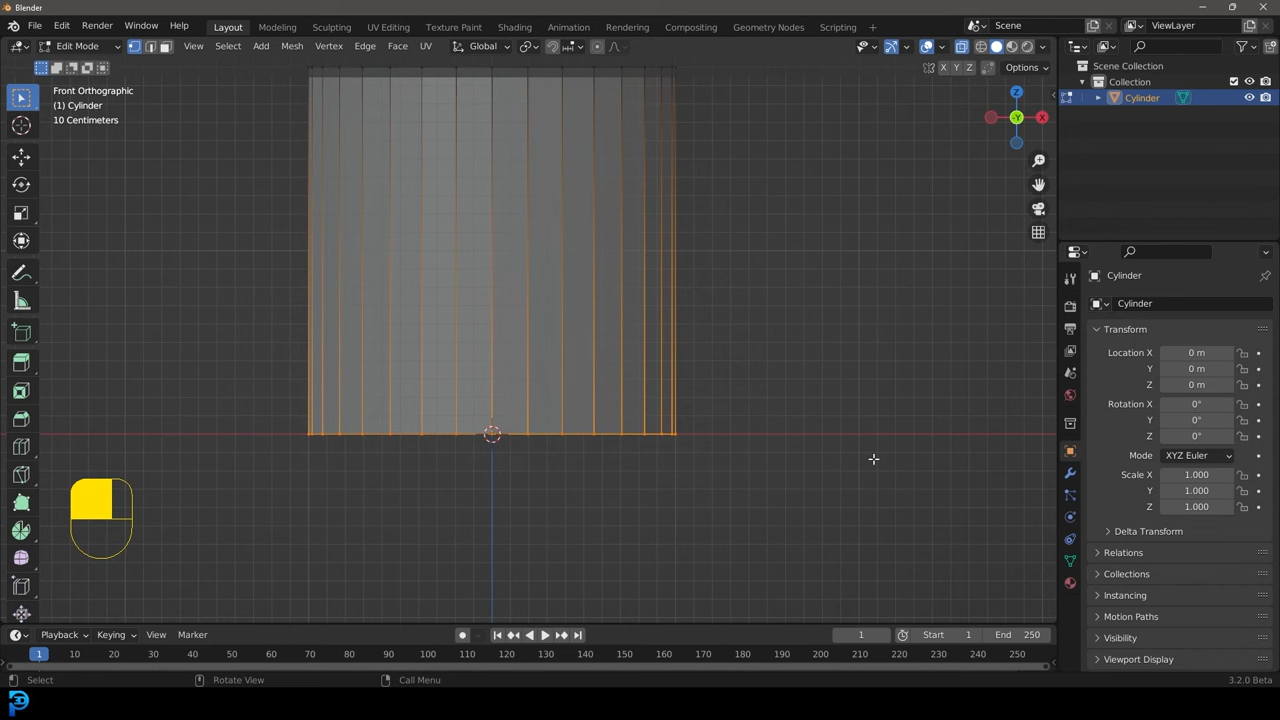 Blender
File Edit Render Window Help Layout Modeling Sculpting UV Editing Texture Paint Shading Animation Rendering Compositing Geometry Nodes Scripting + Scene ViewLayer
Edit Mode View Select Add Mesh Vertex Edge Face UV Global
X Y Z Options
Scene Collection
Collection
Cylinder
Front Orthographic
(1) Cylinder
10 Centimeters
Z
-Y
X
Cylinder
Cylinder
Transform
Location X 0 m
Y 0 m
Z 0 m
Rotation X 0°
Y 0°
Z 0°
Mode XYZ Euler
Scale X 1.000
Y 1.000
Z 1.000
Delta Transform
Relations
Collections
Instancing
Motion Paths
Visibility
Viewport Display
Playback Keying View Marker 1 Start 1 End 250
1 10 20 30 40 50 60 70 80 90 100 110 120 130 140 150 160 170 180 190 200 210 220 230 240 250
Select Rotate View Call Menu 3.2.0 Beta